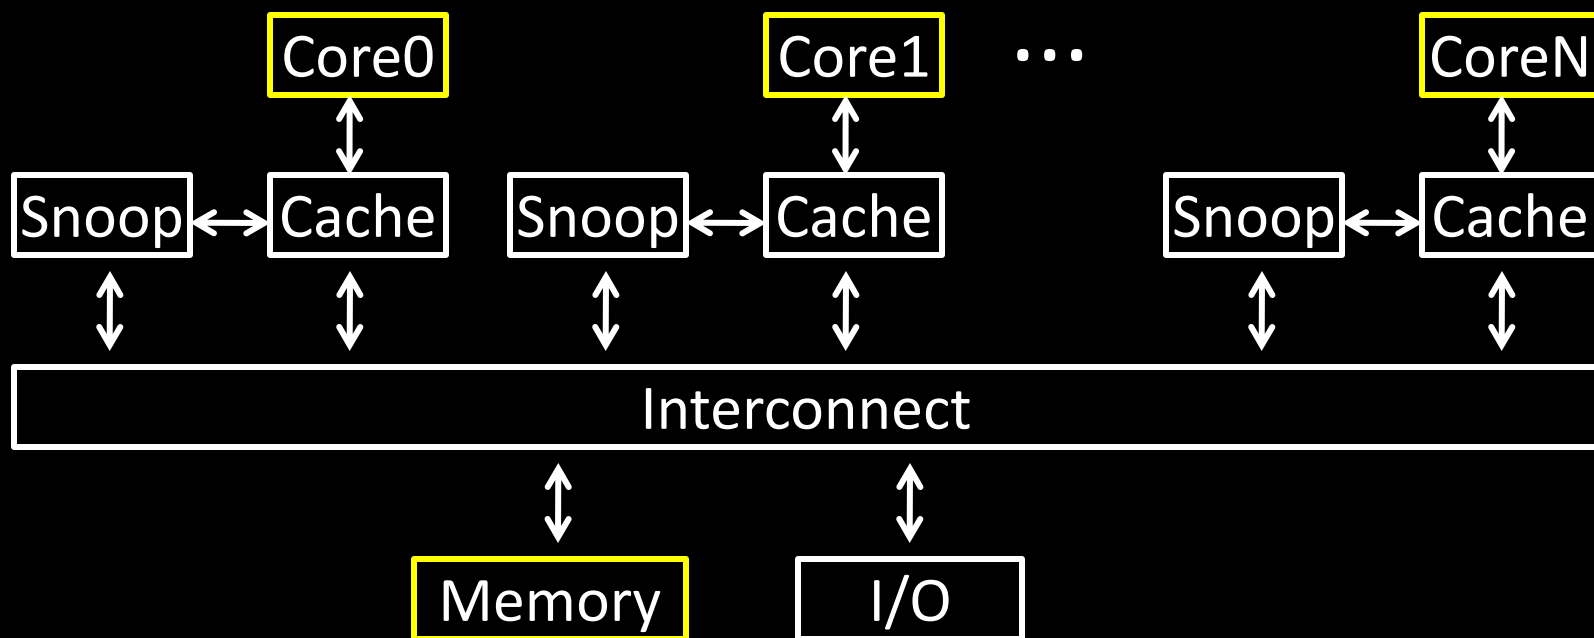 Core0 Core1 ... CoreN
Snoop Cache Snoop Cache Snoop Cache
Interconnect
Memory I/O